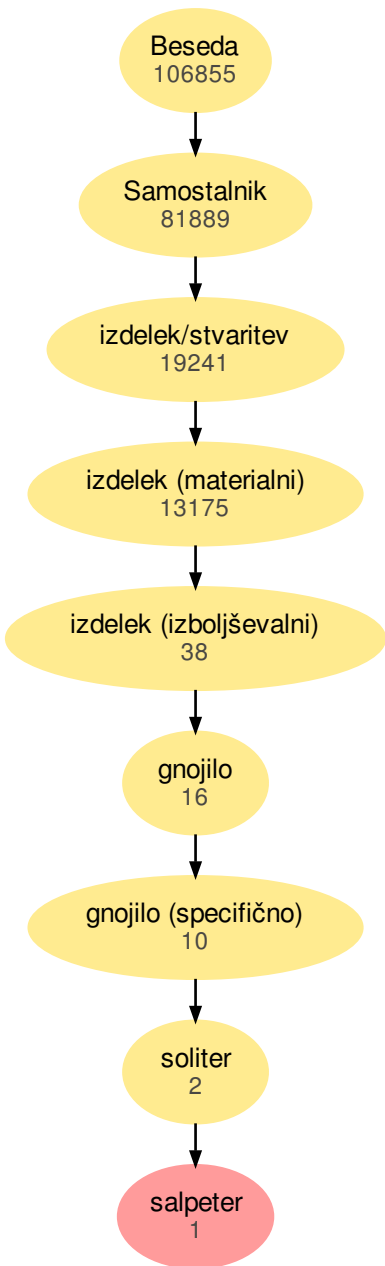 Beseda
106855
Samostalnik
81889
izdelek/stvaritev
19241
izdelek (materialni)
13175
izdelek (izboljševalni)
38
gnojilo
16
gnojilo (specifično)
10
soliter
2
salpeter
1